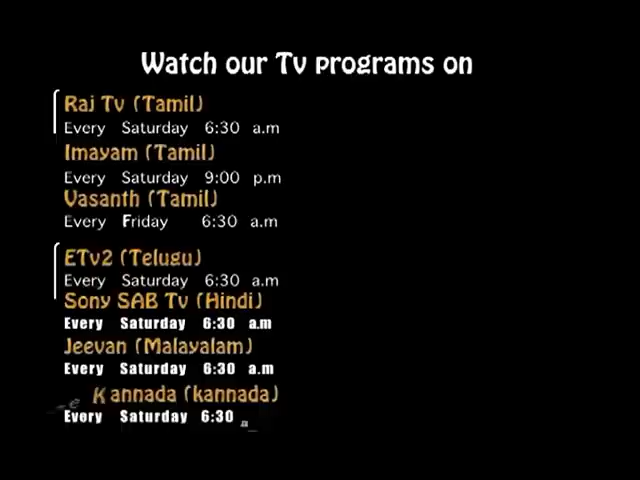 Watch our Tv programs on
Raj Tv (Tamil)
Every Saturday 6:30 a.m
Imayam (Tamil)
Every Saturday 9:00 p.m
Vasanth (Tamil)
Every Friday 6:30 a.m
ETv2 (Telugu)
Every Saturday 6:30 a.m
Sony SAB Tv (Hindi)
Every Saturday 6:30 a.m
Jeevan (Malayalam)
Every Saturday 6:30 a.m
Kannada (kannada)
Every Saturday 6:30